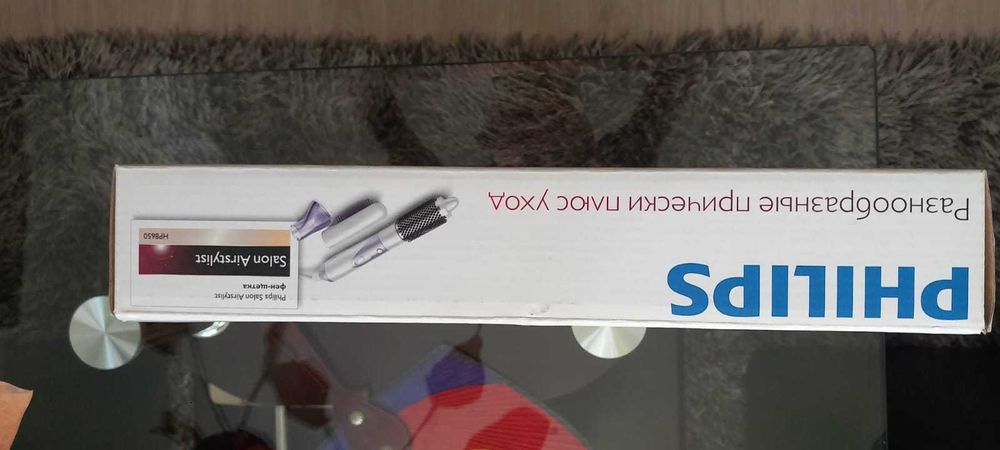 PHILIPS
Разнообразные прически плюс уход
Philips Salon Airstylist
фен-щетка
Salon Airstylist
HP8650